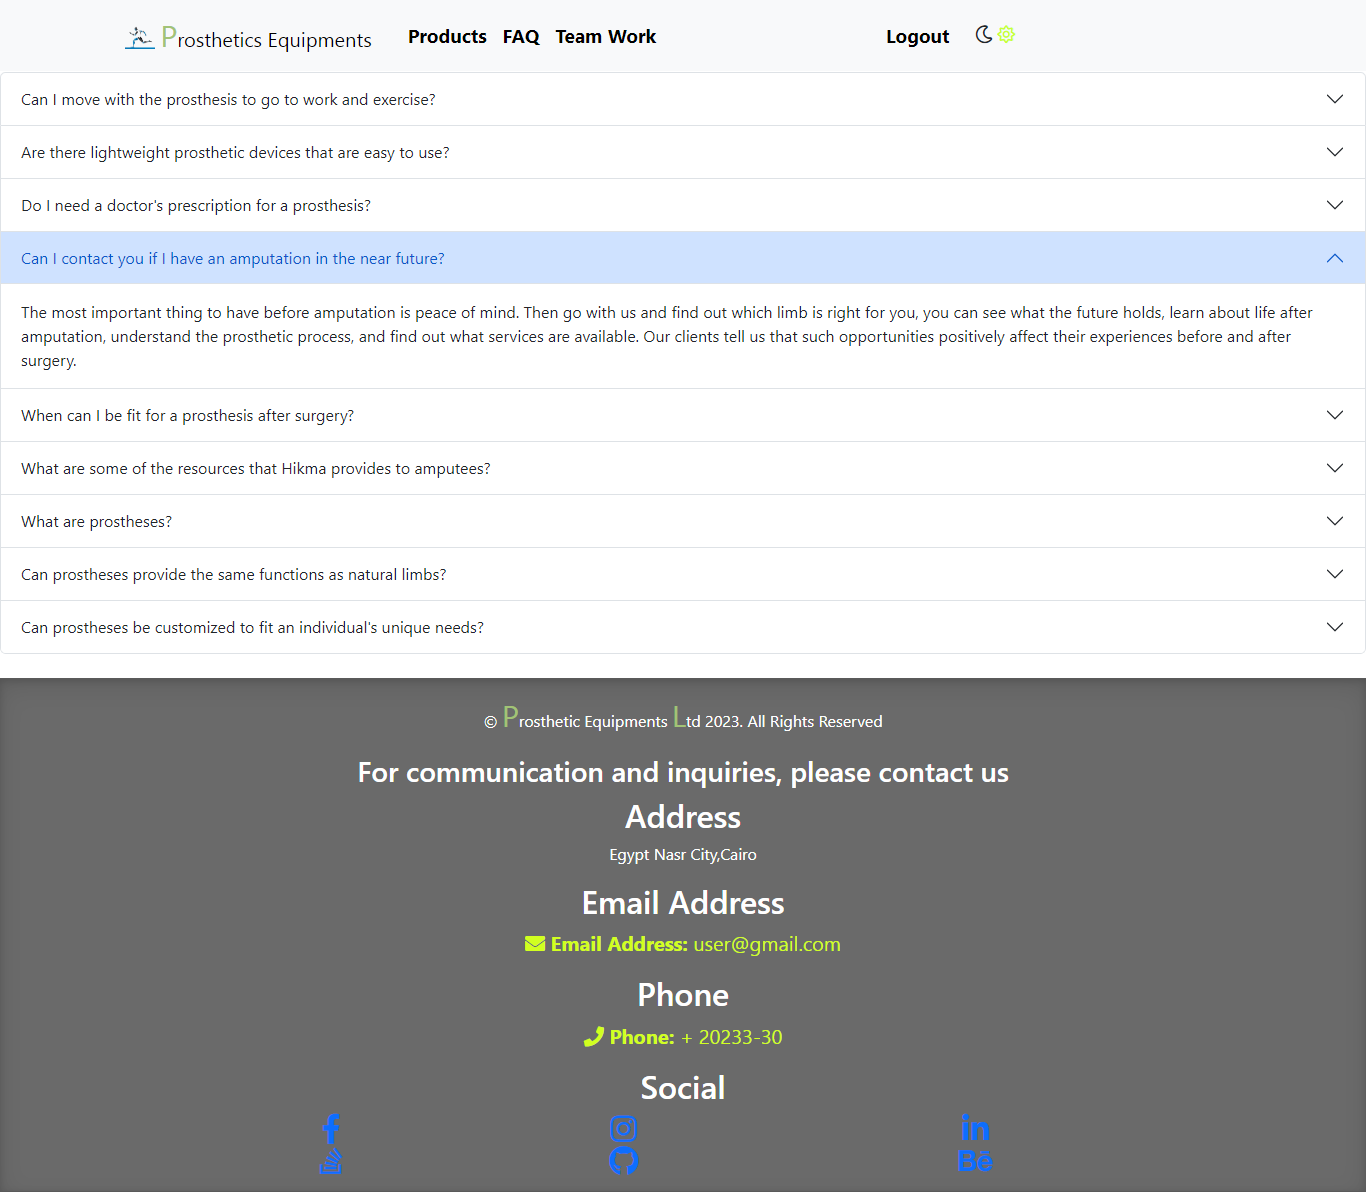 Prosthetics Equipments Products FAQ Team Work Logout
Can I move with the prosthesis to go to work and exercise?
Are there lightweight prosthetic devices that are easy to use?
Do I need a doctor's prescription for a prosthesis?
Can I contact you if I have an amputation in the near future?
The most important thing to have before amputation is peace of mind. Then go with us and find out which limb is right for you, you can see what the future holds, learn about life after
amputation, understand the prosthetic process, and find out what services are available. Our clients tell us that such opportunities positively affect their experiences before and after
surgery.
When can I be fit for a prosthesis after surgery?
What are some of the resources that Hikma provides to amputees?
What are prostheses?
Can prostheses provide the same functions as natural limbs?
Can prostheses be customized to fit an individual's unique needs?
© Prosthetic Equipments Ltd 2023. All Rights Reserved
For communication and inquiries, please contact us
Address
Egypt Nasr City,Cairo
Email Address
Email Address: user@gmail.com
Phone
Phone: + 20233-30
Social